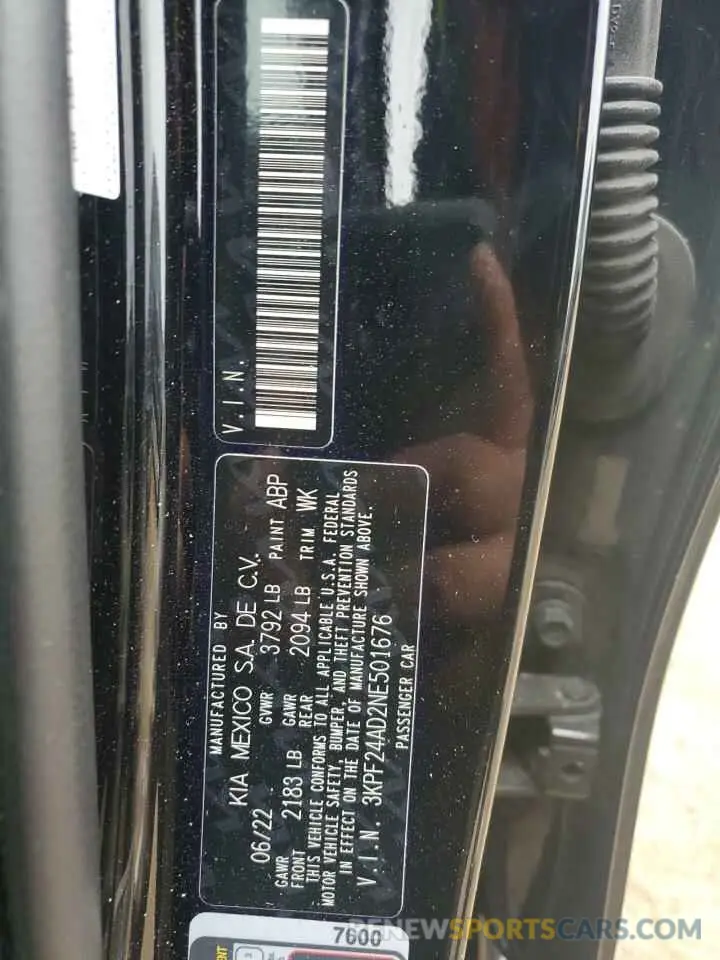 V.I.N.
MANUFACTURED BY
KIA MEXICO S.A. DE C.V.
06/22 GVWR 3792 LB PAINT ABP
GAWR FRONT 2183 LB GAWR REAR 2094 LB TRIM WK
THIS VEHICLE CONFORMS TO ALL APPLICABLE U.S.A. FEDERAL
MOTOR VEHICLE SAFETY, BUMPER, AND THEFT PREVENTION STANDARDS
IN EFFECT ON THE DATE OF MANUFACTURE SHOWN ABOVE.
V.I.N. 3KPF24AD2NE501676
PASSENGER CAR
7600
RENEWSPORTSCARS.COM